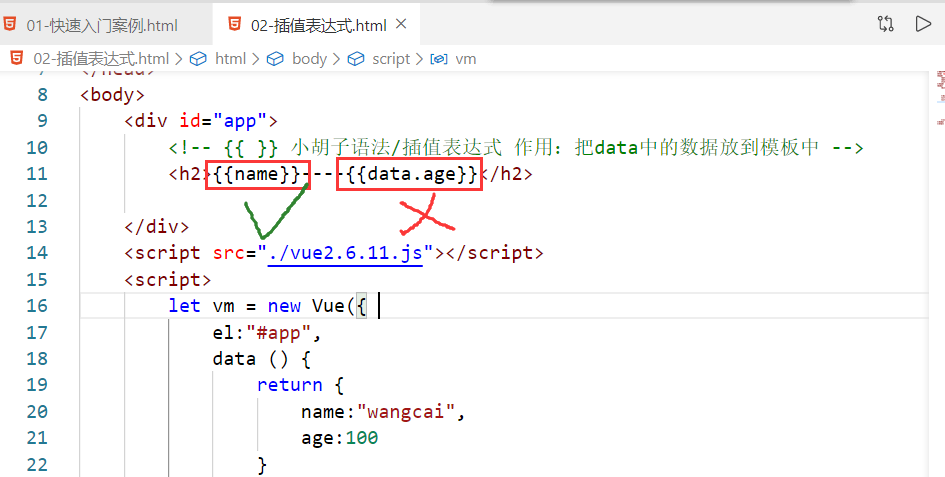 01-快速入门案例.html 02-插值表达式.html ×
02-插值表达式.html > html > body > script > vm
7 </head>
8 <body>
9 <div id="app">
10 <!-- {{ }} 小胡子语法/插值表达式 作用: 把data中的数据放到模板中 -->
11 <h2>{{name}}----{{data.age}}</h2>
12
13 </div>
14 <script src="./vue2.6.11.js"></script>
15 <script>
16 let vm = new Vue({
17 el:"#app",
18 data () {
19 return {
20 name:"wangcai",
21 age:100
22 }